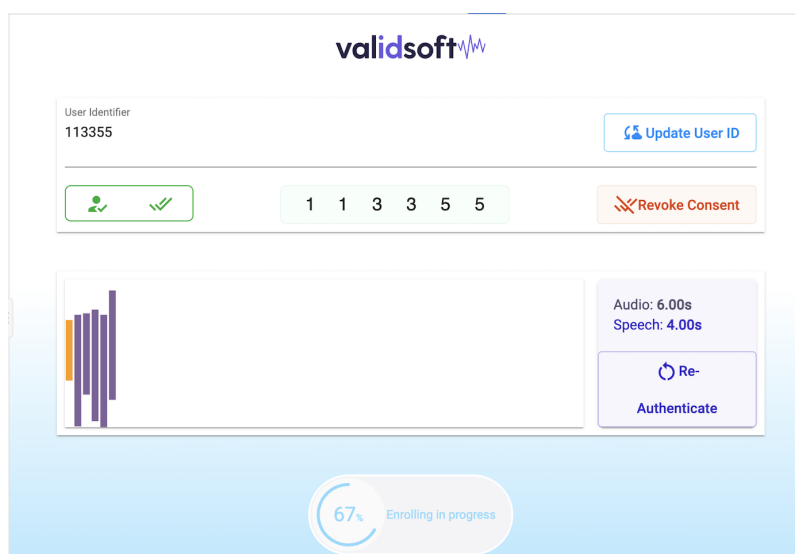 validsoft
User Identifier
113355
Update User ID
1 1 3 3 5 5
Revoke Consent
Audio: 6.00s
Speech: 4.00s
Re-
Authenticate
67%
Enrolling in progress